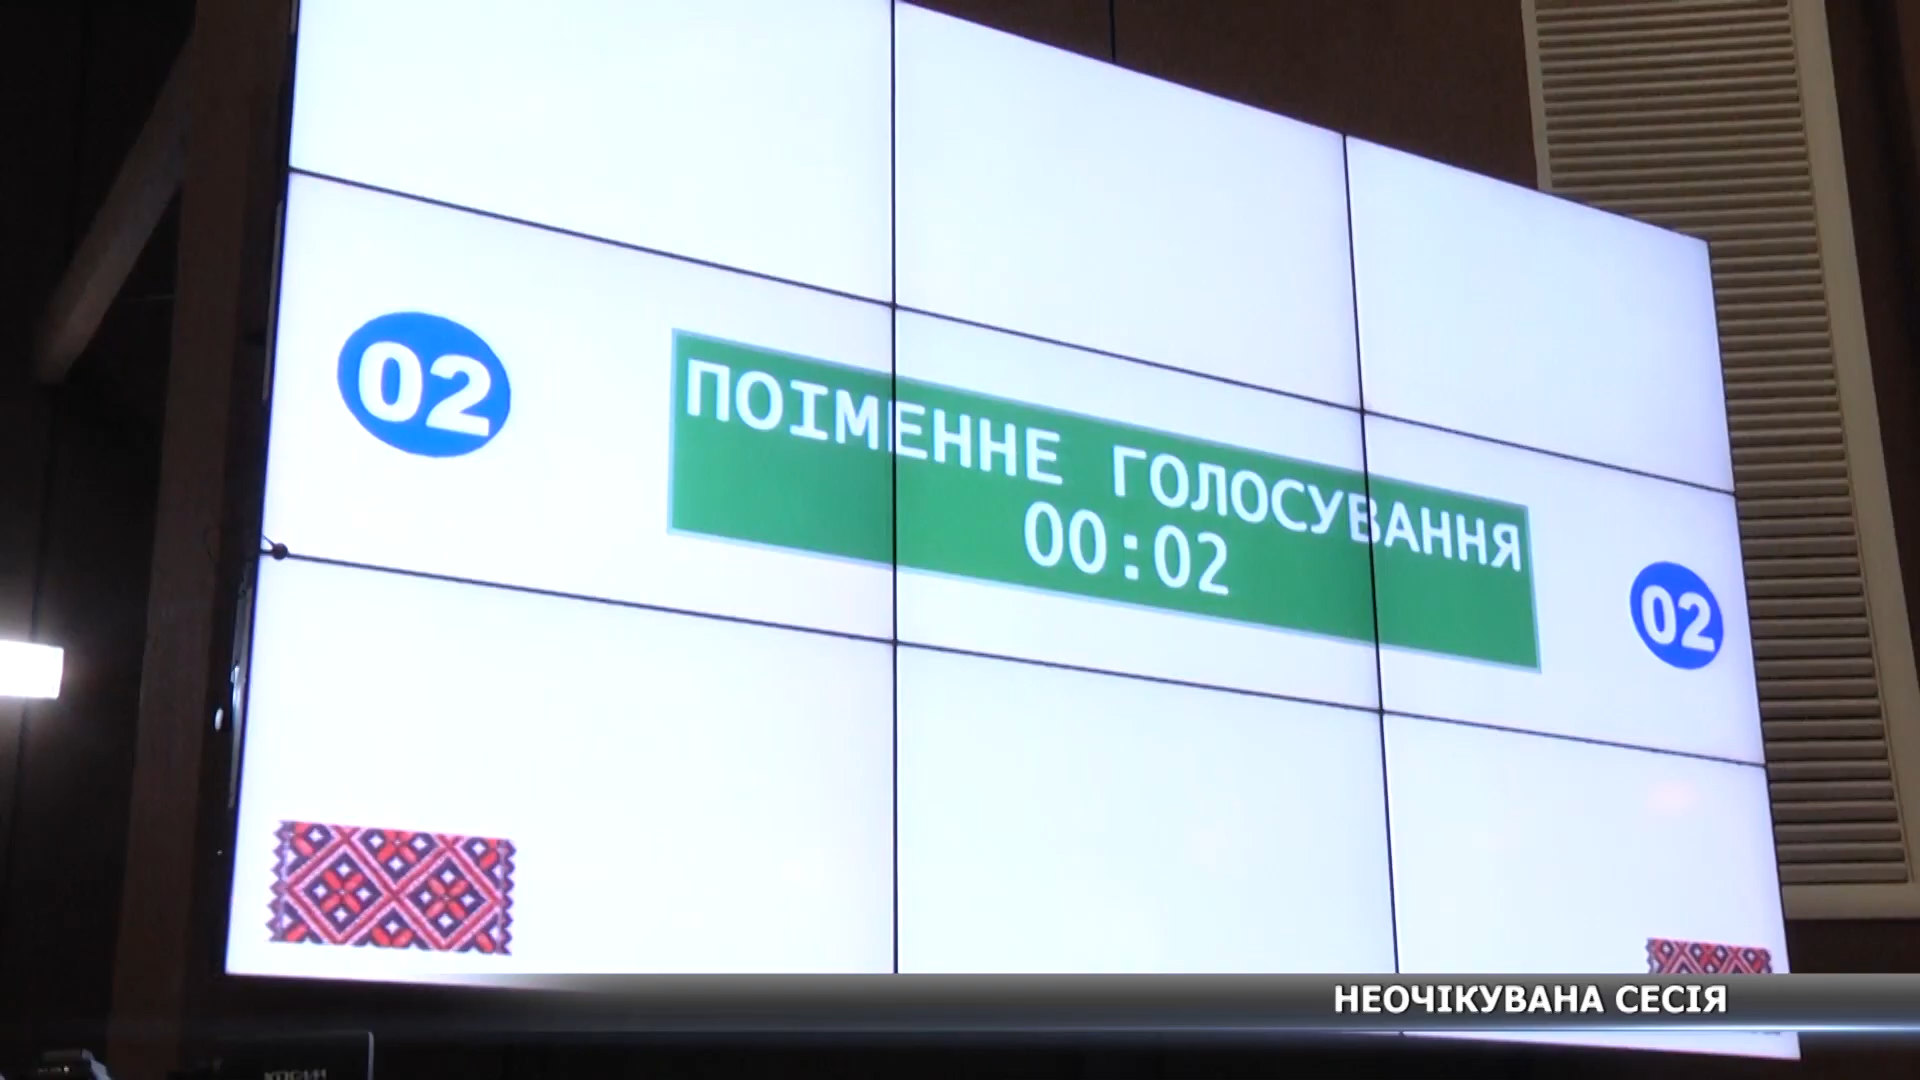 02
ПОІМЕННЕ ГОЛОСУВАННЯ
00:02
02
НЕОЧІКУВАНА СЕСІЯ